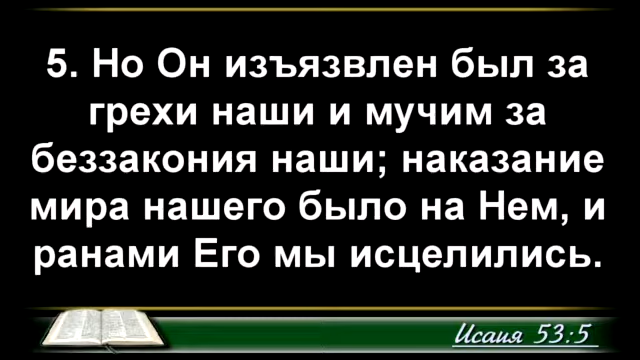 5. Но Он изъязвлен был за
грехи наши и мучим за
беззакония наши; наказание
мира нашего было на Нем, и
ранами Его мы исцелились.
Исаия 53:5